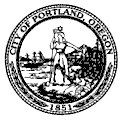 CITY OF PORTLAND, OREGON
1851